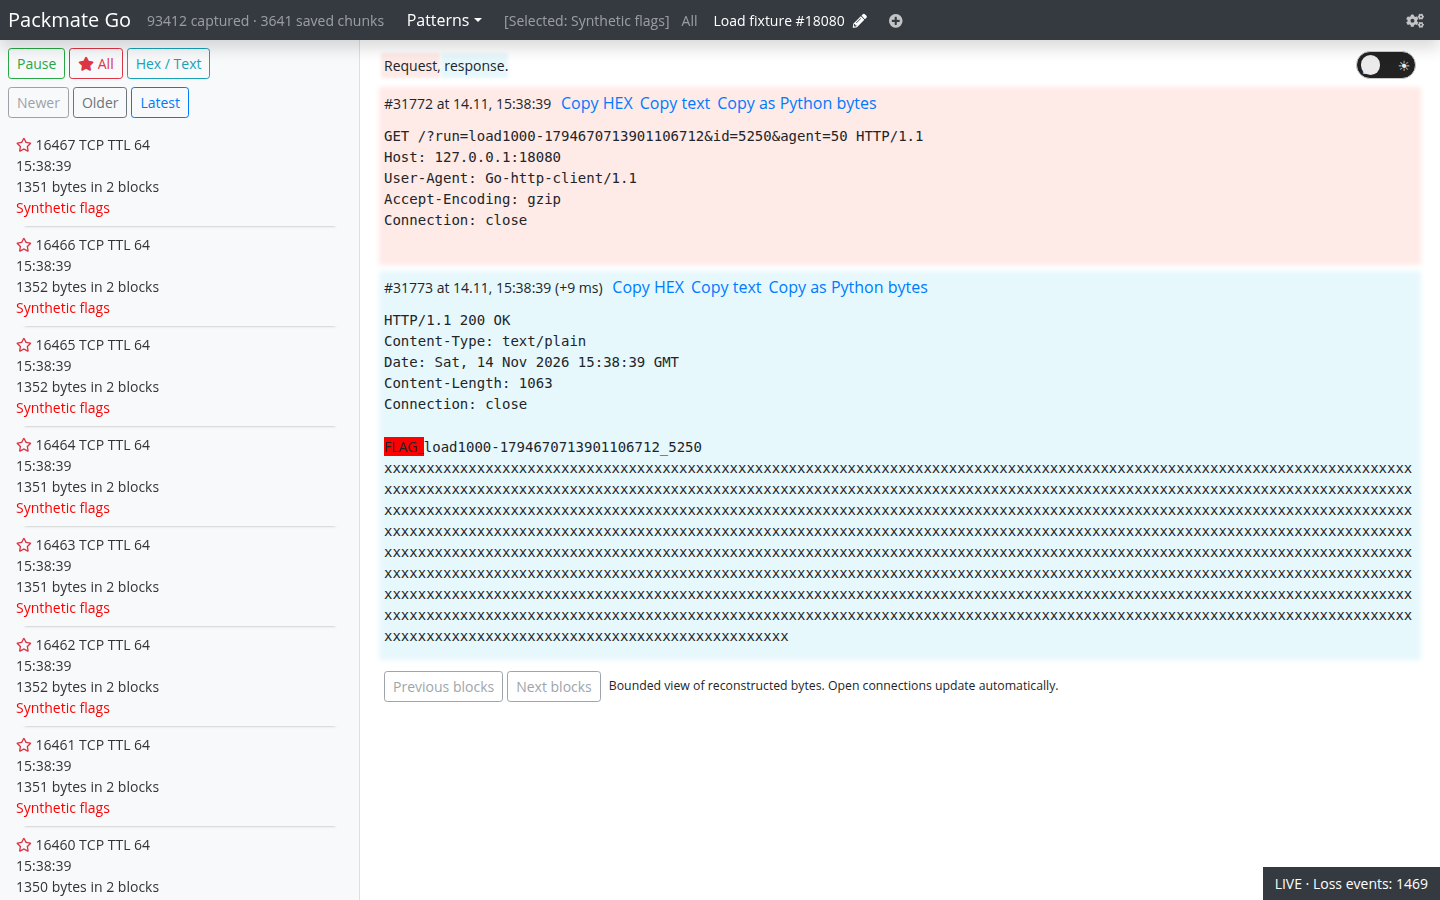 Packmate Go 93412 captured · 3641 saved chunks Patterns [Selected: Synthetic flags] All Load fixture #18080
Pause All Hex / Text
Newer Older Latest
16467 TCP TTL 64
15:38:39
1351 bytes in 2 blocks
Synthetic flags
16466 TCP TTL 64
15:38:39
1352 bytes in 2 blocks
Synthetic flags
16465 TCP TTL 64
15:38:39
1352 bytes in 2 blocks
Synthetic flags
16464 TCP TTL 64
15:38:39
1351 bytes in 2 blocks
Synthetic flags
16463 TCP TTL 64
15:38:39
1351 bytes in 2 blocks
Synthetic flags
16462 TCP TTL 64
15:38:39
1352 bytes in 2 blocks
Synthetic flags
16461 TCP TTL 64
15:38:39
1351 bytes in 2 blocks
Synthetic flags
16460 TCP TTL 64
15:38:39
1350 bytes in 2 blocks
Request, response.
#31772 at 14.11, 15:38:39 Copy HEX Copy text Copy as Python bytes
GET /?run=load1000-1794670713901106712&id=5250&agent=50 HTTP/1.1
Host: 127.0.0.1:18080
User-Agent: Go-http-client/1.1
Accept-Encoding: gzip
Connection: close
#31773 at 14.11, 15:38:39 (+9 ms) Copy HEX Copy text Copy as Python bytes
HTTP/1.1 200 OK
Content-Type: text/plain
Date: Sat, 14 Nov 2026 15:38:39 GMT
Content-Length: 1063
Connection: close
FLAG_load1000-1794670713901106712_5250
xxxxxxxxxxxxxxxxxxxxxxxxxxxxxxxxxxxxxxxxxxxxxxxxxxxxxxxxxxxxxxxxxxxxxxxxxxxxxxxxxxxxxxxxxxxxxxxxxxxxxxxxxxxxxxxxxxxxxxxxxx
xxxxxxxxxxxxxxxxxxxxxxxxxxxxxxxxxxxxxxxxxxxxxxxxxxxxxxxxxxxxxxxxxxxxxxxxxxxxxxxxxxxxxxxxxxxxxxxxxxxxxxxxxxxxxxxxxxxxxxxxxx
xxxxxxxxxxxxxxxxxxxxxxxxxxxxxxxxxxxxxxxxxxxxxxxxxxxxxxxxxxxxxxxxxxxxxxxxxxxxxxxxxxxxxxxxxxxxxxxxxxxxxxxxxxxxxxxxxxxxxxxxxx
xxxxxxxxxxxxxxxxxxxxxxxxxxxxxxxxxxxxxxxxxxxxxxxxxxxxxxxxxxxxxxxxxxxxxxxxxxxxxxxxxxxxxxxxxxxxxxxxxxxxxxxxxxxxxxxxxxxxxxxxxx
xxxxxxxxxxxxxxxxxxxxxxxxxxxxxxxxxxxxxxxxxxxxxxxxxxxxxxxxxxxxxxxxxxxxxxxxxxxxxxxxxxxxxxxxxxxxxxxxxxxxxxxxxxxxxxxxxxxxxxxxxx
xxxxxxxxxxxxxxxxxxxxxxxxxxxxxxxxxxxxxxxxxxxxxxxxxxxxxxxxxxxxxxxxxxxxxxxxxxxxxxxxxxxxxxxxxxxxxxxxxxxxxxxxxxxxxxxxxxxxxxxxxx
xxxxxxxxxxxxxxxxxxxxxxxxxxxxxxxxxxxxxxxxxxxxxxxxxxxxxxxxxxxxxxxxxxxxxxxxxxxxxxxxxxxxxxxxxxxxxxxxxxxxxxxxxxxxxxxxxxxxxxxxxx
xxxxxxxxxxxxxxxxxxxxxxxxxxxxxxxxxxxxxxxxxxxxxxxxxxxxxxxxxxxxxxxxxxxxxxxxxxxxxxxxxxxxxxxxxxxxxxxxxxxxxxxxxxxxxxxxxxxxxxxxxx
xxxxxxxxxxxxxxxxxxxxxxxxxxxxxxxxxxxxxxxxxxxxxxxx
Previous blocks Next blocks Bounded view of reconstructed bytes. Open connections update automatically.
LIVE · Loss events: 1469